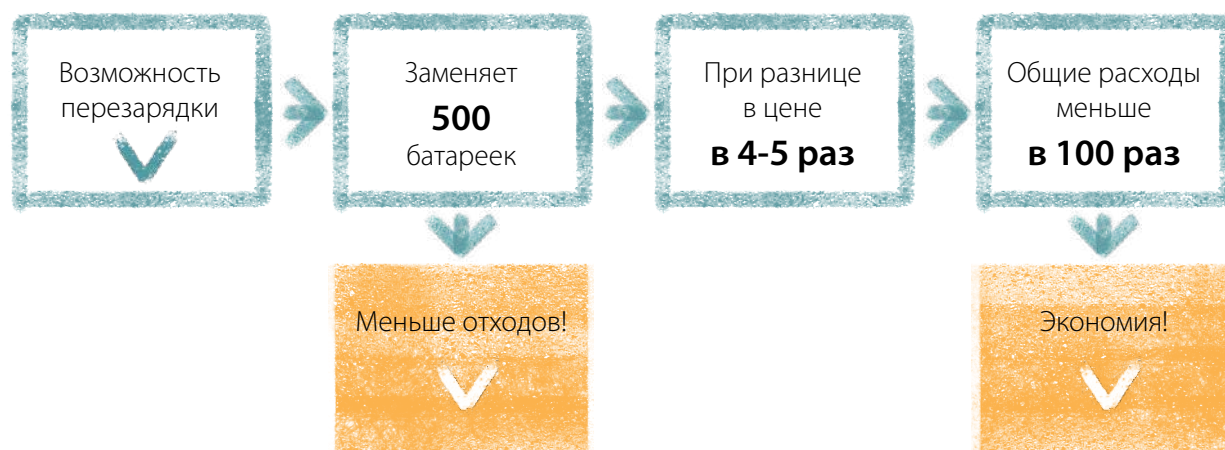 Возможность
перезарядки
Заменяет
500
батареек
При разнице
в цене
в 4-5 раз
Общие расходы
меньше
в 100 раз
Меньше отходов!
Экономия!